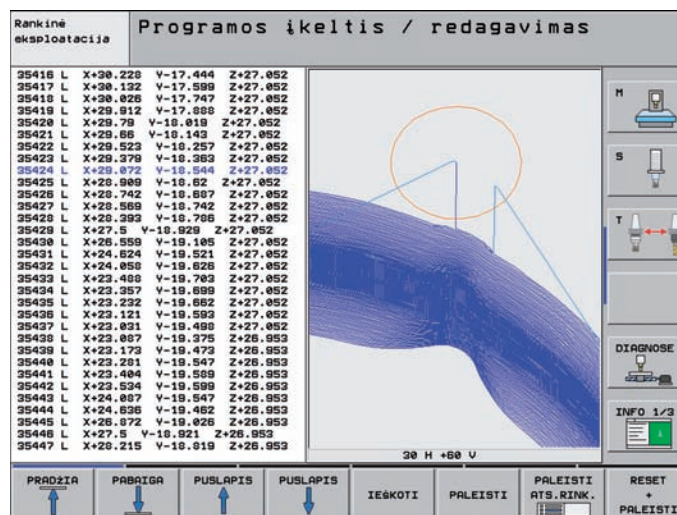 Rankinė
eksploatacija
Programos įkeltis / redagavimas
35416 L X+30.228 Y-17.444 Z+27.052
35417 L X+30.132 Y-17.599 Z+27.052
35418 L X+30.026 Y-17.747 Z+27.052
35419 L X+29.912 Y-17.888 Z+27.052
35420 L X+29.79 Y-18.019 Z+27.052
35421 L X+29.66 Y-18.143 Z+27.052
35422 L X+29.523 Y-18.257 Z+27.052
35423 L X+29.379 Y-18.363 Z+27.052
35424 L X+29.072 Y-18.544 Z+27.052
35425 L X+28.909 Y-18.62 Z+27.052
35426 L X+28.742 Y-18.687 Z+27.052
35427 L X+28.569 Y-18.742 Z+27.052
35428 L X+28.393 Y-18.786 Z+27.052
35429 L X+27.5 Y-18.929 Z+27.052
35430 L X+26.559 Y-19.105 Z+27.052
35431 L X+24.624 Y-19.521 Z+27.052
35432 L X+24.058 Y-19.626 Z+27.052
35433 L X+23.488 Y-19.703 Z+27.052
35434 L X+23.357 Y-19.699 Z+27.052
35435 L X+23.232 Y-19.662 Z+27.052
35436 L X+23.121 Y-19.593 Z+27.052
35437 L X+23.031 Y-19.498 Z+27.052
35438 L X+23.087 Y-19.375 Z+26.953
35439 L X+23.173 Y-19.473 Z+26.953
35440 L X+23.281 Y-19.547 Z+26.953
35441 L X+23.404 Y-19.589 Z+26.953
35442 L X+23.534 Y-19.599 Z+26.953
35443 L X+24.087 Y-19.547 Z+26.953
35444 L X+24.636 Y-19.462 Z+26.953
35445 L X+26.872 Y-19.026 Z+26.953
35446 L X+27.5 Y-18.921 Z+26.953
35447 L X+28.215 Y-18.819 Z+26.953
30 H +60 V
M
S
T
DIAGNOSE
INFO 1/3
PRADŽIA
PABAIGA
PUSLAPIS
PUSLAPIS
IEŠKOTI
PALEISTI
PALEISTI
ATS.RINK.
RESET
+
PALEISTI